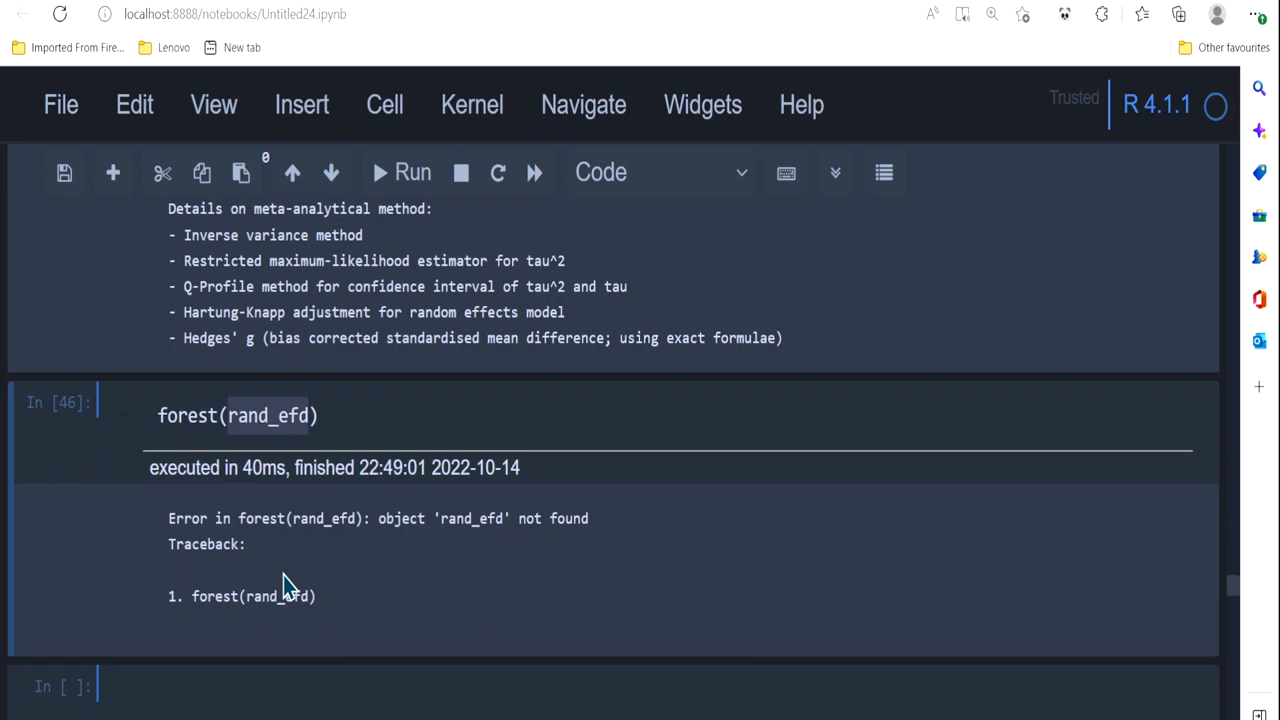 localhost:8888/notebooks/Untitled24.ipynb
Imported From Fire... Lenovo New tab Other favourites
File Edit View Insert Cell Kernel Navigate Widgets Help Trusted R 4.1.1
0 Run Code
Details on meta-analytical method:
- Inverse variance method
- Restricted maximum-likelihood estimator for tau^2
- Q-Profile method for confidence interval of tau^2 and tau
- Hartung-Knapp adjustment for random effects model
- Hedges' g (bias corrected standardised mean difference; using exact formulae)
In [46]: forest(rand_efd)
executed in 40ms, finished 22:49:01 2022-10-14
Error in forest(rand_efd): object 'rand_efd' not found
Traceback:
1. forest(rand_efd)
In [ ]: